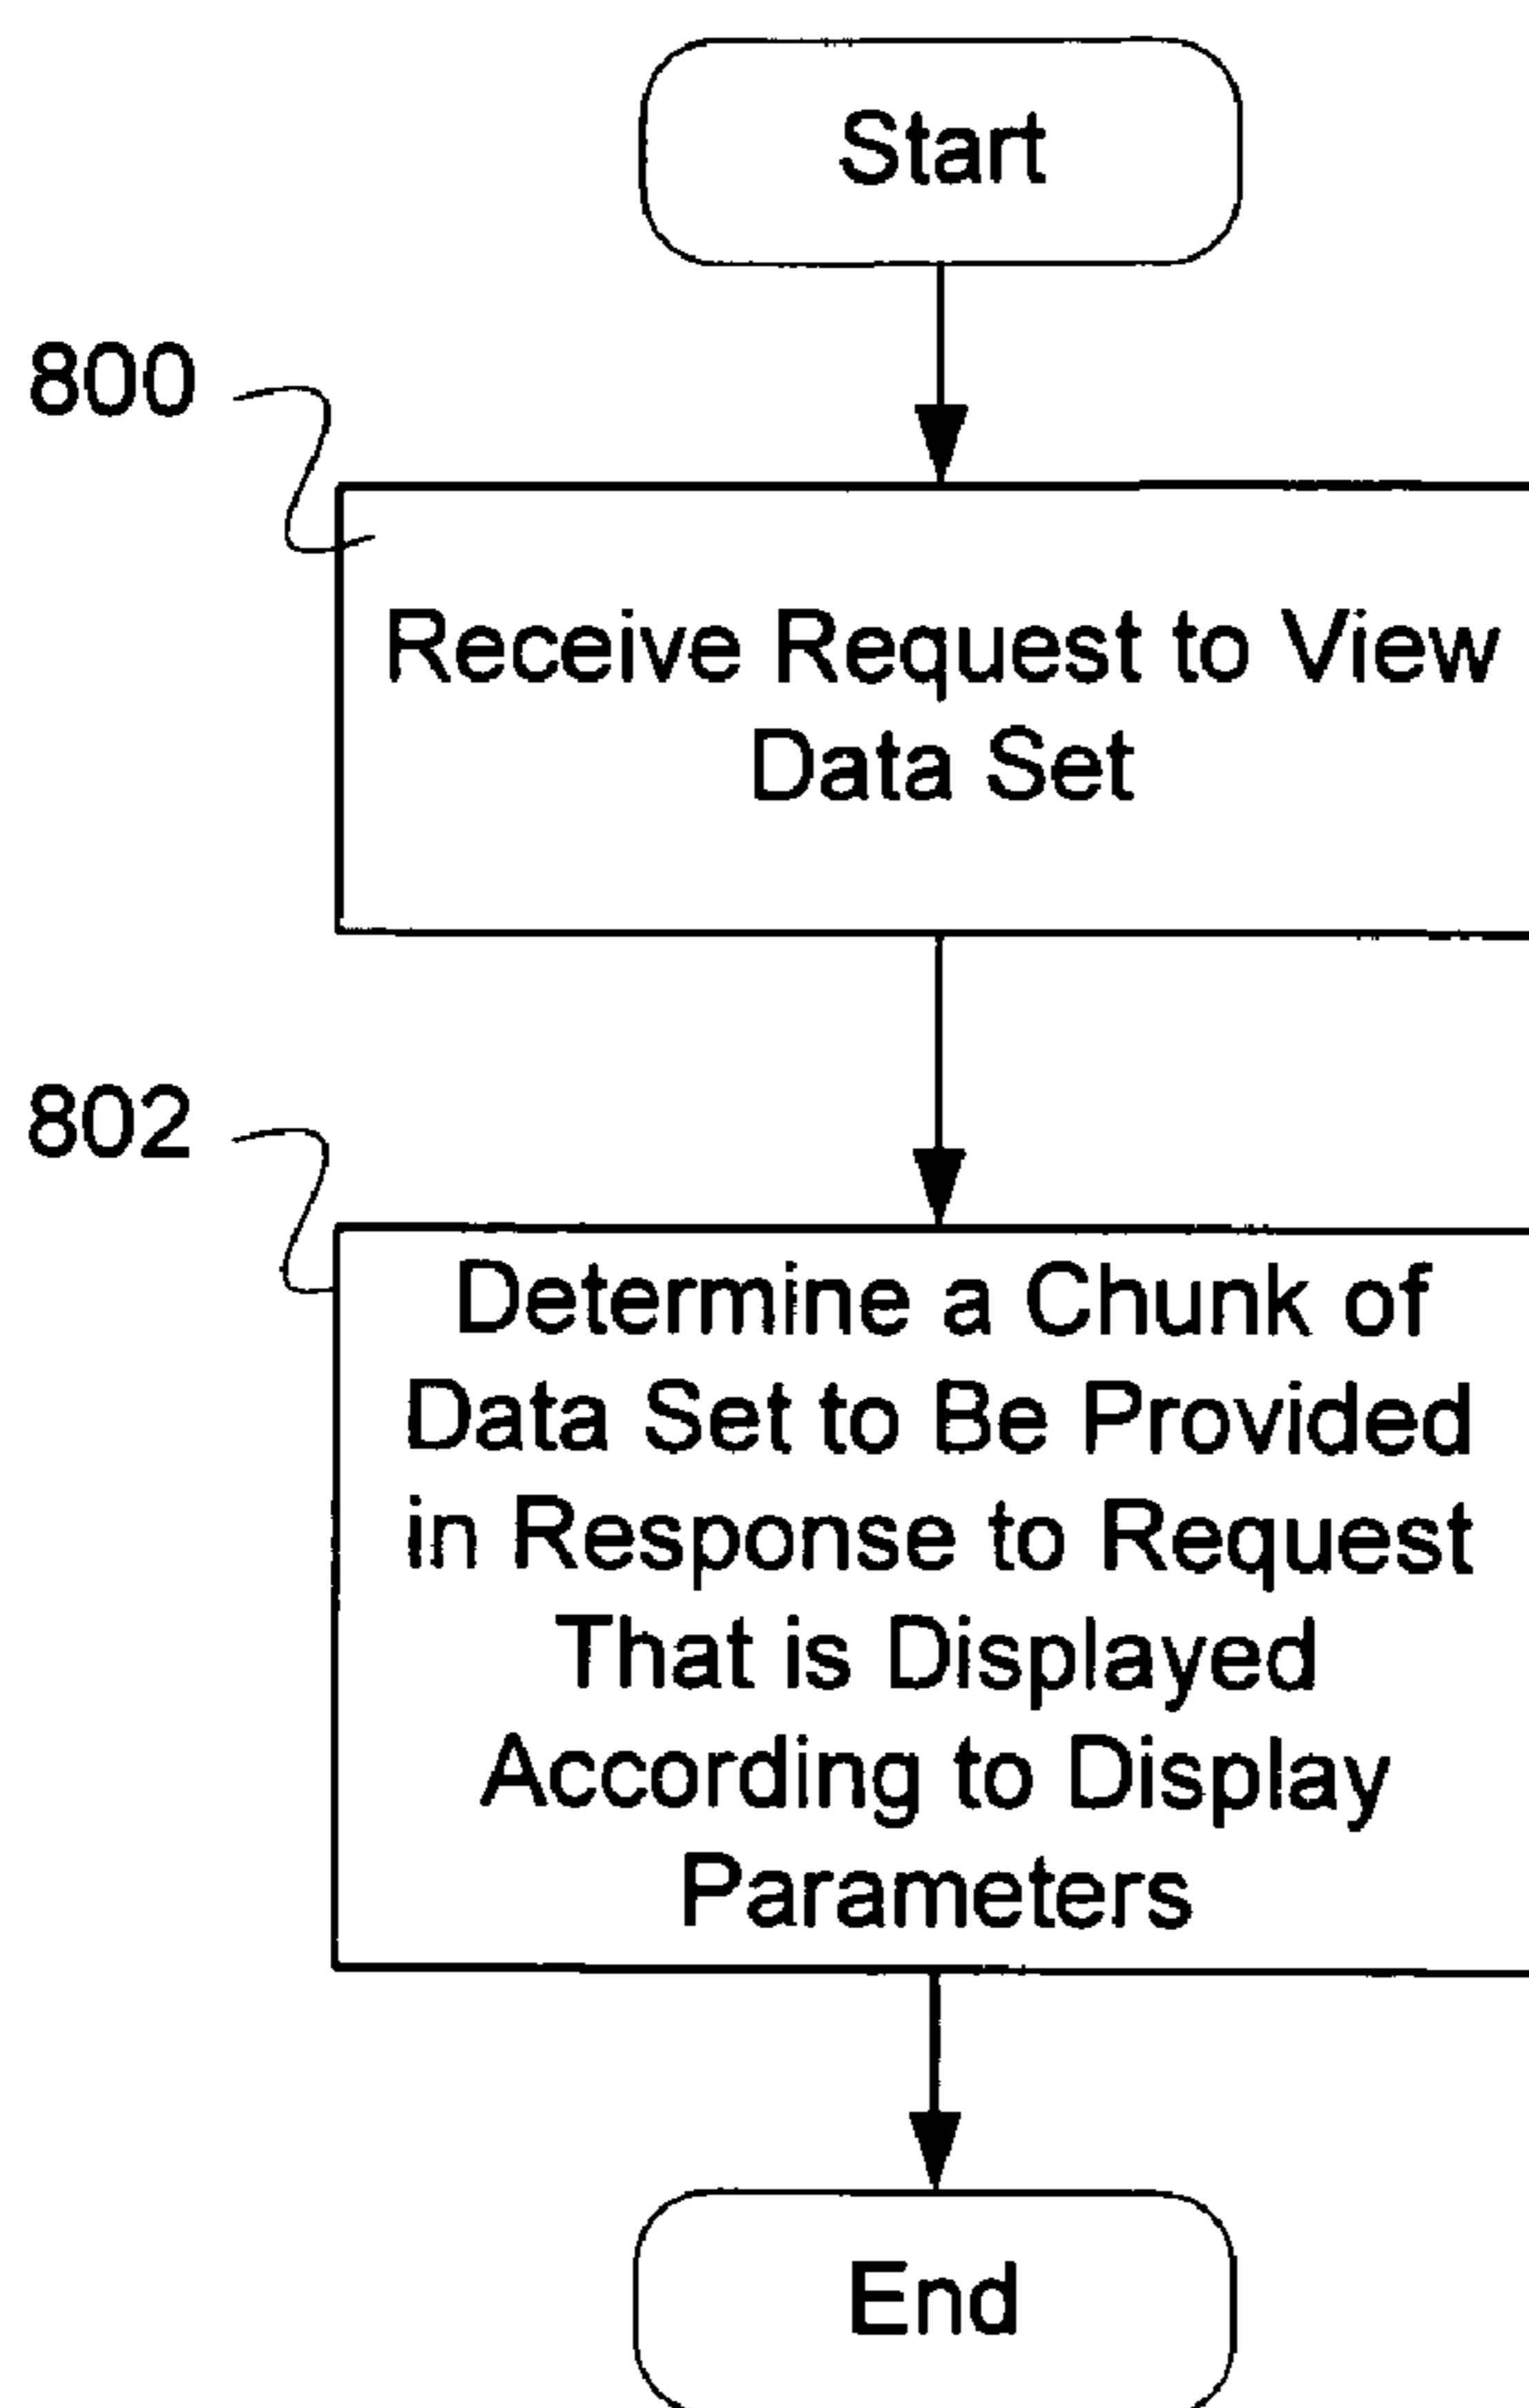 Start
800
Receive Request to View
Data Set
802
Determine a Chunk of
Data Set to Be Provided
in Response to Request
That is Displayed
According to Display
Parameters
End